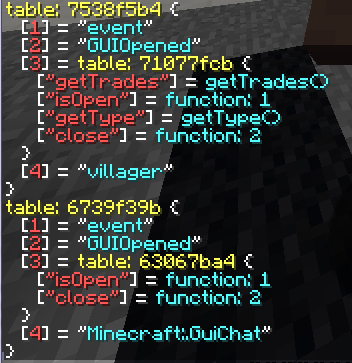 table: 7538f5b4 {
[1] = "event"
[2] = "GUIOpened"
[3] = table: 71077fcb {
["getTrades"] = getTrades()
["isOpen"] = function: 1
["getType"] = getType()
["close"] = function: 2
}
[4] = "villager"
}
table: 6739f39b {
[1] = "event"
[2] = "GUIOpened"
[3] = table: 63067ba4 {
["isOpen"] = function: 1
["close"] = function: 2
}
[4] = "Minecraft:GuiChat"
}